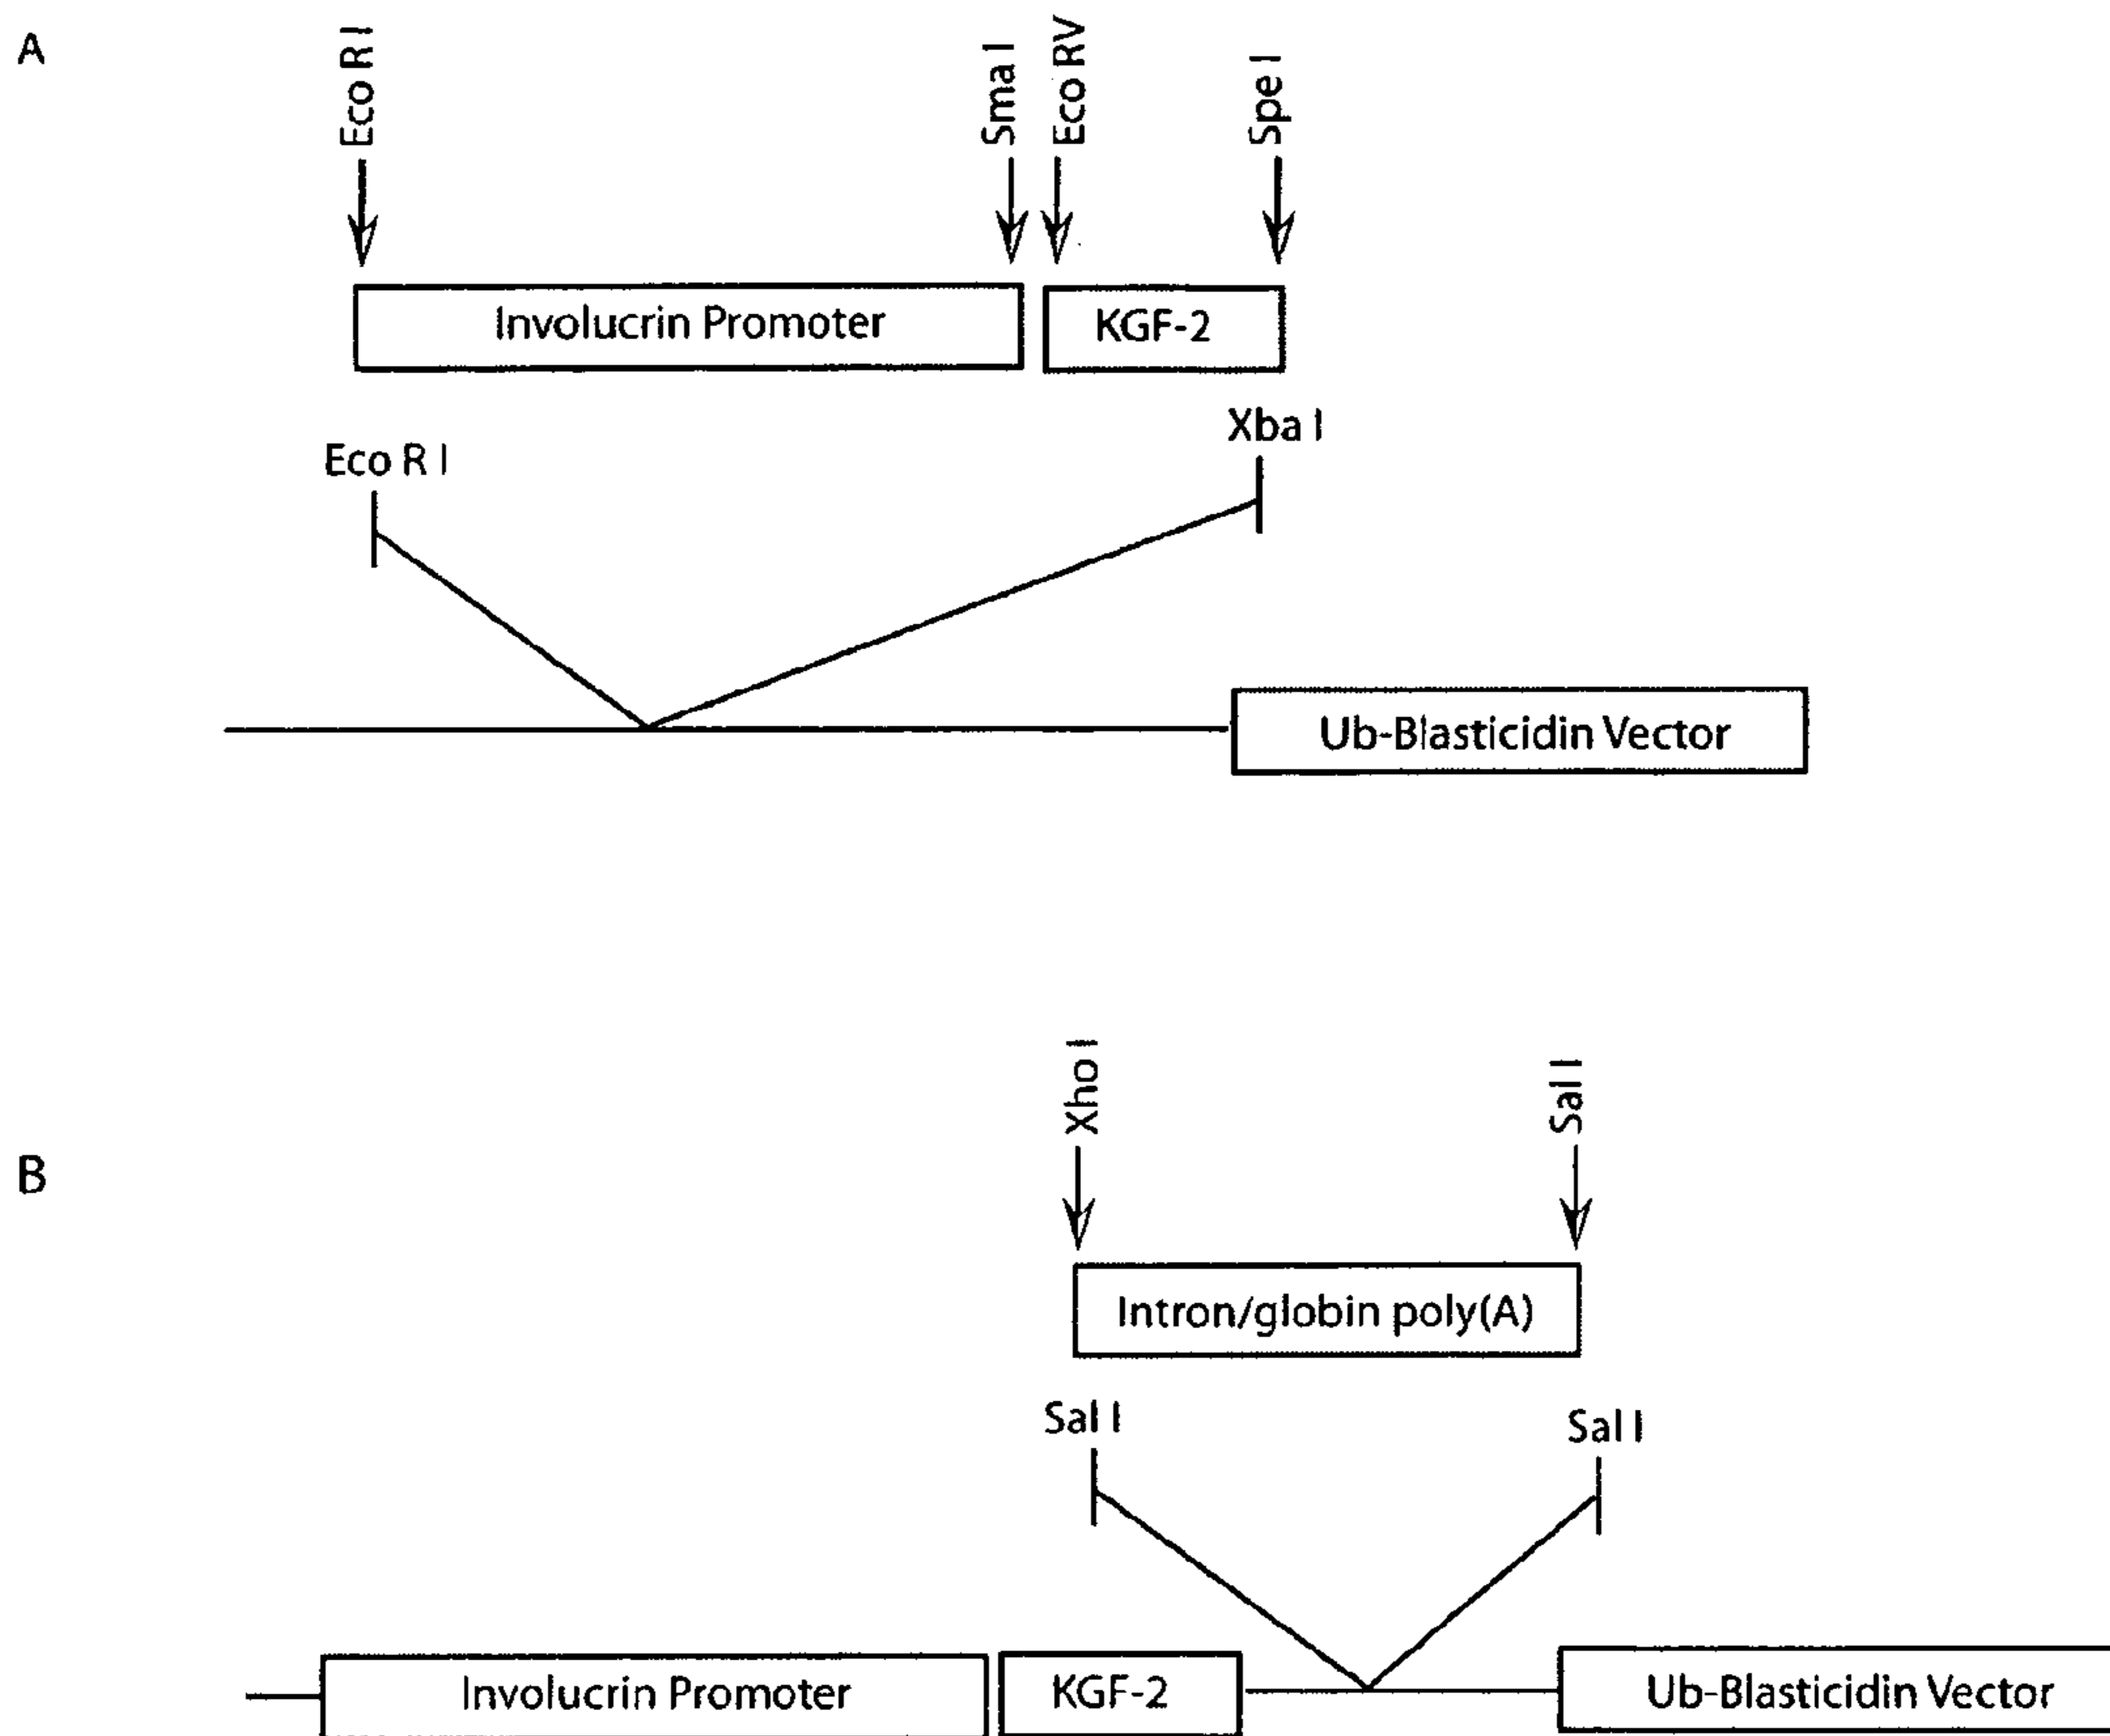 A
Eco R I
Sma I
Eco RV
Spe I
Involucrin Promoter
KGF-2
Eco R I
Xba I
Ub-Blasticidin Vector
B
Xho I
Sal I
Intron/globin poly(A)
Sal I
Sal I
Involucrin Promoter
KGF-2
Ub-Blasticidin Vector